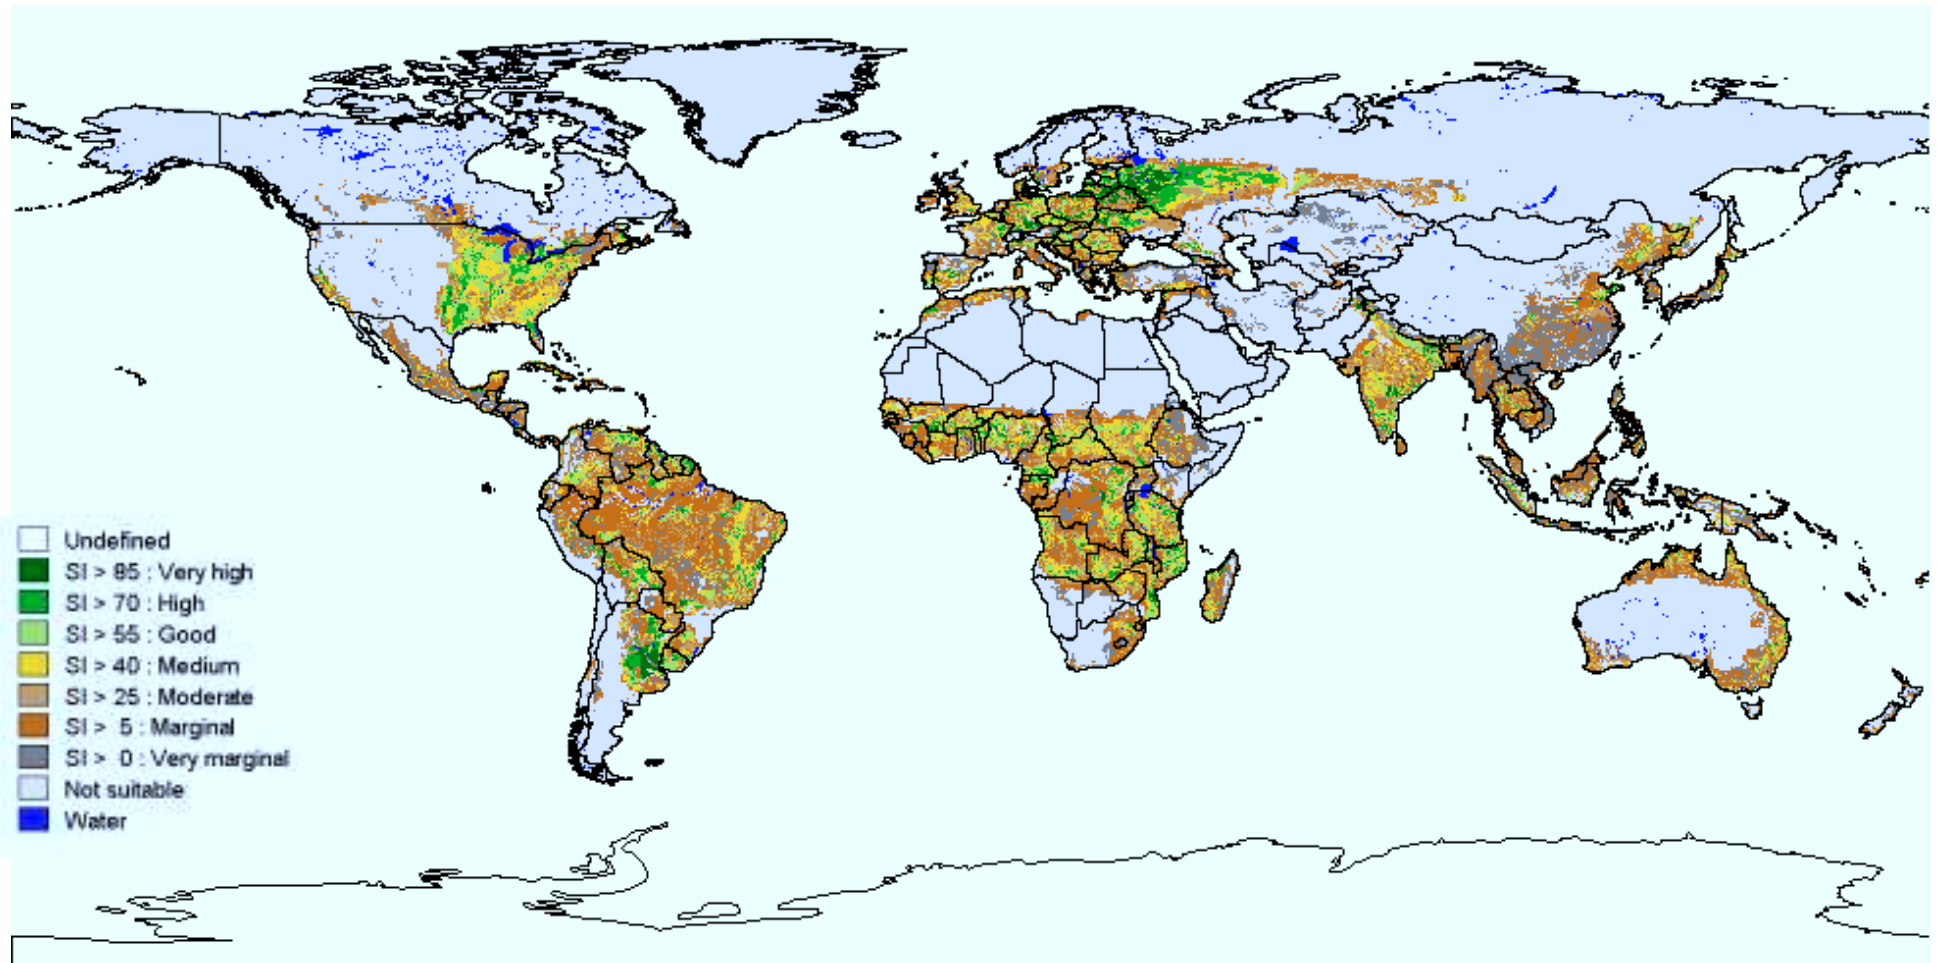 Undefined
SI > 85 : Very high
SI > 70 : High
SI > 55 : Good
SI > 40 : Medium
SI > 25 : Moderate
SI > 5 : Marginal
SI > 0 : Very marginal
Not suitable
Water